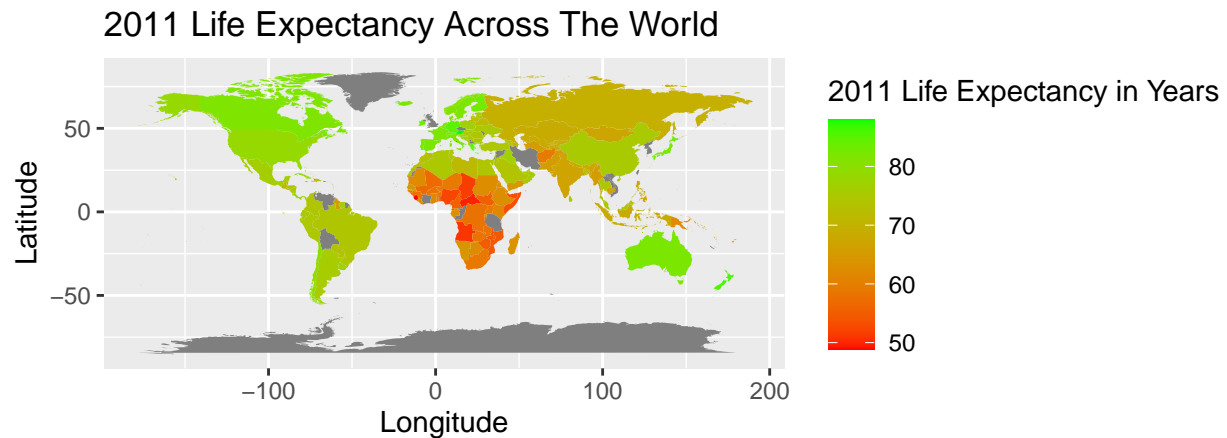 2011 Life Expectancy Across The World
Latitude
50
0
−50
−100
0
100
200
Longitude
2011 Life Expectancy in Years
80
70
60
50